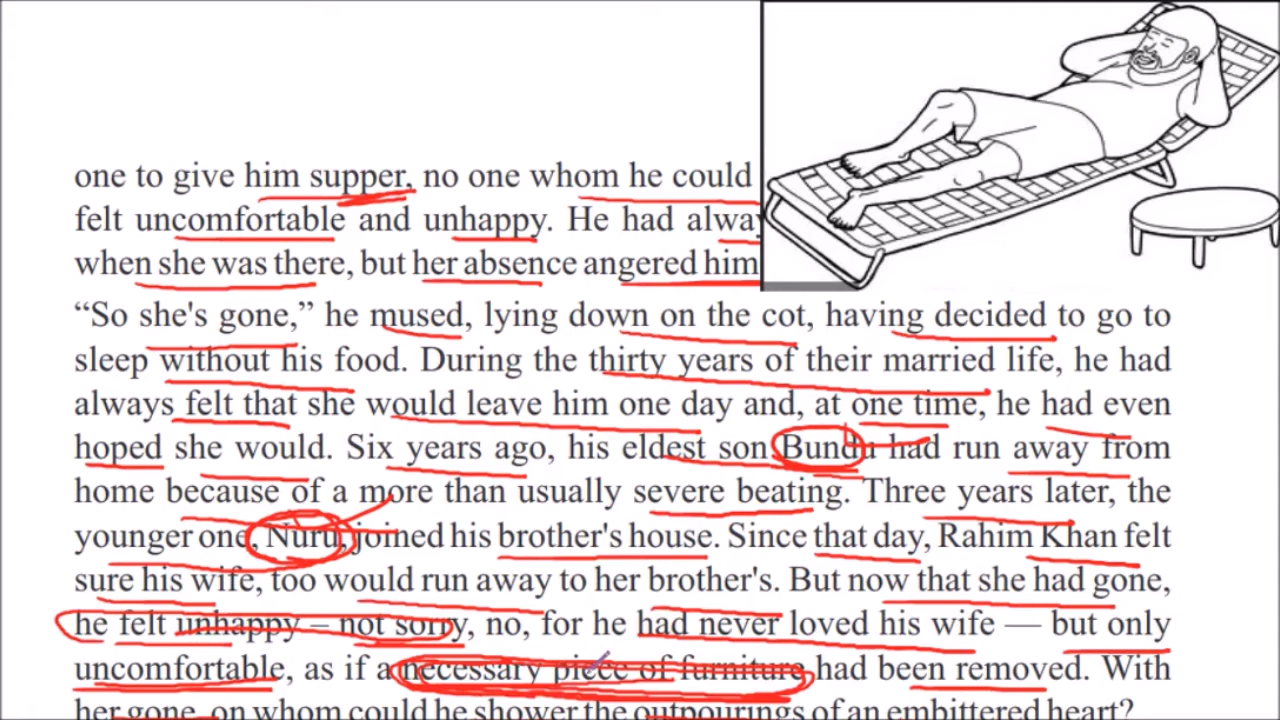 one to give him supper, no one whom he could
felt uncomfortable and unhappy. He had alway
when she was there, but her absence angered him
“So she's gone,” he mused, lying down on the cot, having decided to go to
sleep without his food. During the thirty years of their married life, he had
always felt that she would leave him one day and, at one time, he had even
hoped she would. Six years ago, his eldest son Bundu had run away from
home because of a more than usually severe beating. Three years later, the
younger one, Nuru, joined his brother's house. Since that day, Rahim Khan felt
sure his wife, too would run away to her brother's. But now that she had gone,
he felt unhappy – not sorry, no, for he had never loved his wife — but only
uncomfortable, as if a necessary piece of furniture had been removed. With
her gone, on whom could he shower the outpourings of an embittered heart?